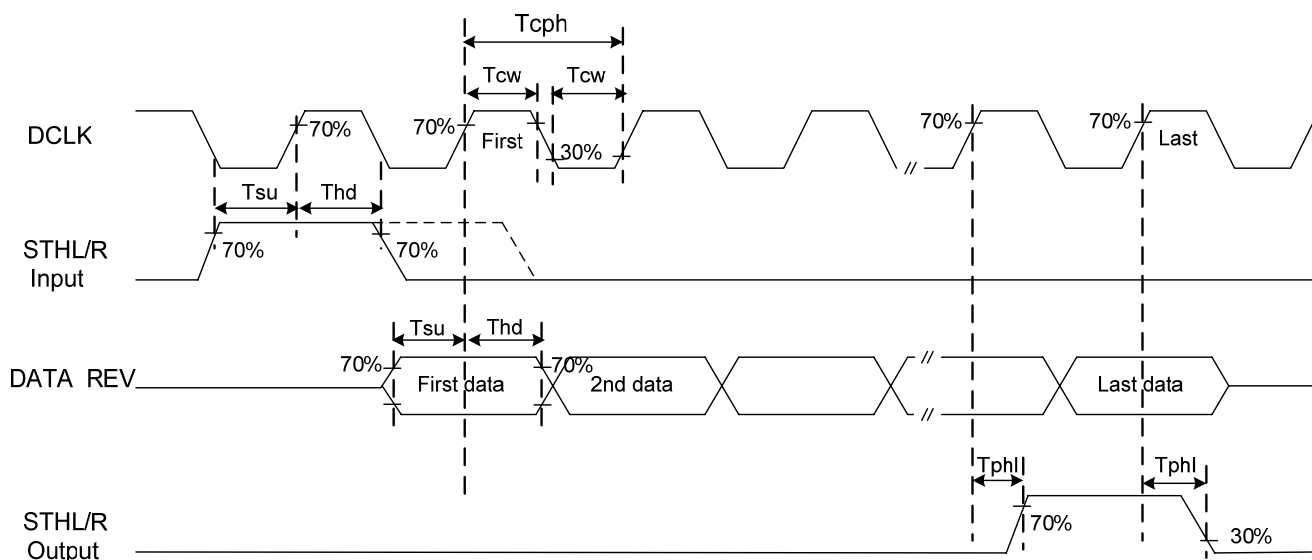 Tcph
Tcw Tcw
DCLK
70% 70% First 30% 70% 70% Last
//
Tsu Thd
STHL/R
Input
70% 70%
Tsu Thd
70% 70%
DATA REV
First data 2nd data Last data
//
//
Tphl Tphl
STHL/R
Output
70% 30%